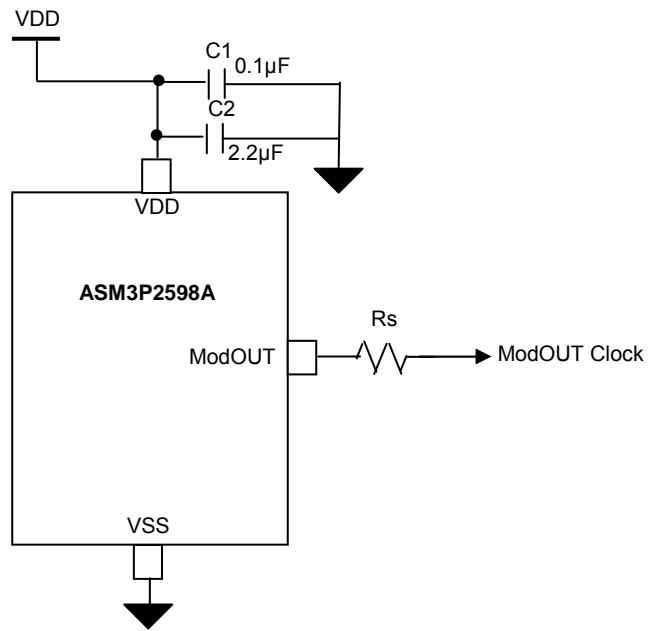 VDD
C1
0.1µF
C2
2.2µF
VDD
ASM3P2598A
Rs
ModOUT
ModOUT Clock
VSS